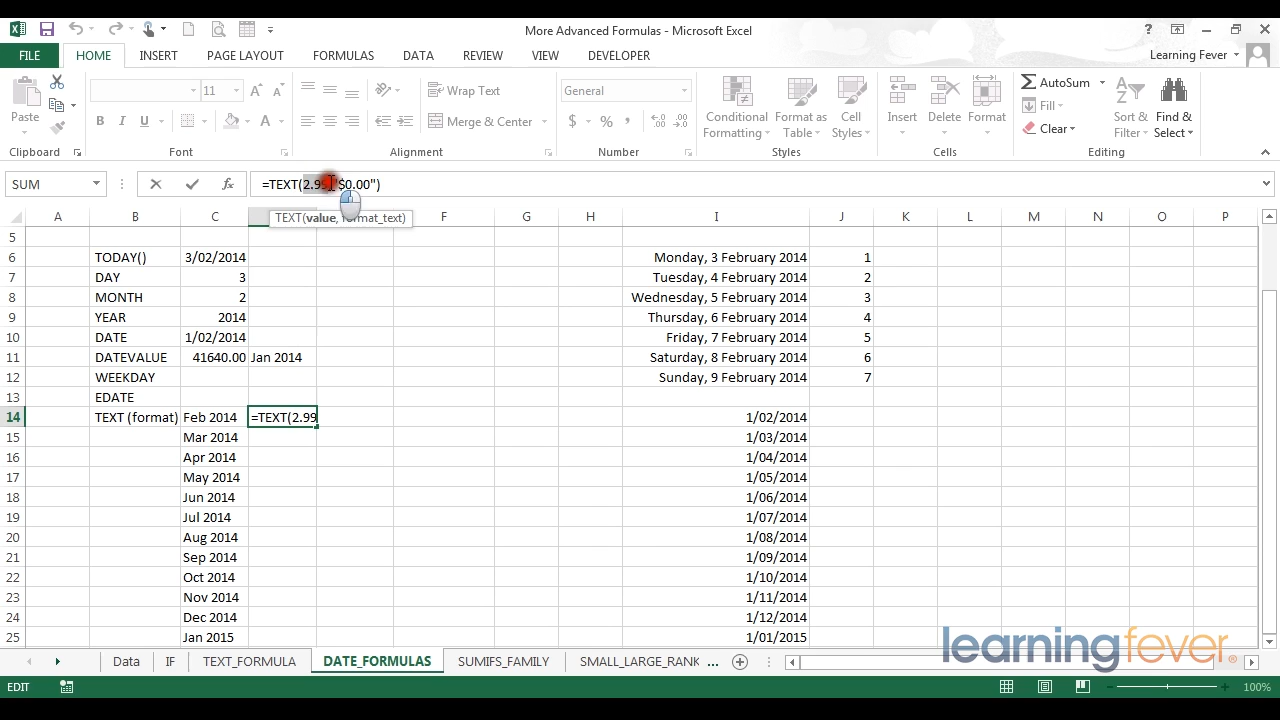 More Advanced Formulas - Microsoft Excel
FILE HOME INSERT PAGE LAYOUT FORMULAS DATA REVIEW VIEW DEVELOPER Learning Fever
Paste
11
B I U A
Wrap Text
Merge & Center
General
$ % ,
Conditional Formatting
Format as Table
Cell Styles
Insert
Delete
Format
AutoSum
Fill
Clear
Sort & Filter
Find & Select
Clipboard Font Alignment Number Styles Cells Editing
SUM fx =TEXT(2.99,"$0.00")
TEXT(value, format_text)
A B C F G H I J K L M N O P
5
6 TODAY() 3/02/2014 Monday, 3 February 2014 1
7 DAY 3 Tuesday, 4 February 2014 2
8 MONTH 2 Wednesday, 5 February 2014 3
9 YEAR 2014 Thursday, 6 February 2014 4
10 DATE 1/02/2014 Friday, 7 February 2014 5
11 DATEVALUE 41640.00 Jan 2014 Saturday, 8 February 2014 6
12 WEEKDAY Sunday, 9 February 2014 7
13 EDATE
14 TEXT (format) Feb 2014 =TEXT(2.99 1/02/2014
15 Mar 2014 1/03/2014
16 Apr 2014 1/04/2014
17 May 2014 1/05/2014
18 Jun 2014 1/06/2014
19 Jul 2014 1/07/2014
20 Aug 2014 1/08/2014
21 Sep 2014 1/09/2014
22 Oct 2014 1/10/2014
23 Nov 2014 1/11/2014
24 Dec 2014 1/12/2014
25 Jan 2015 1/01/2015
learningfever®
Data IF TEXT_FORMULA DATE_FORMULAS SUMIFS_FAMILY SMALL_LARGE_RANK ...
EDIT 100%